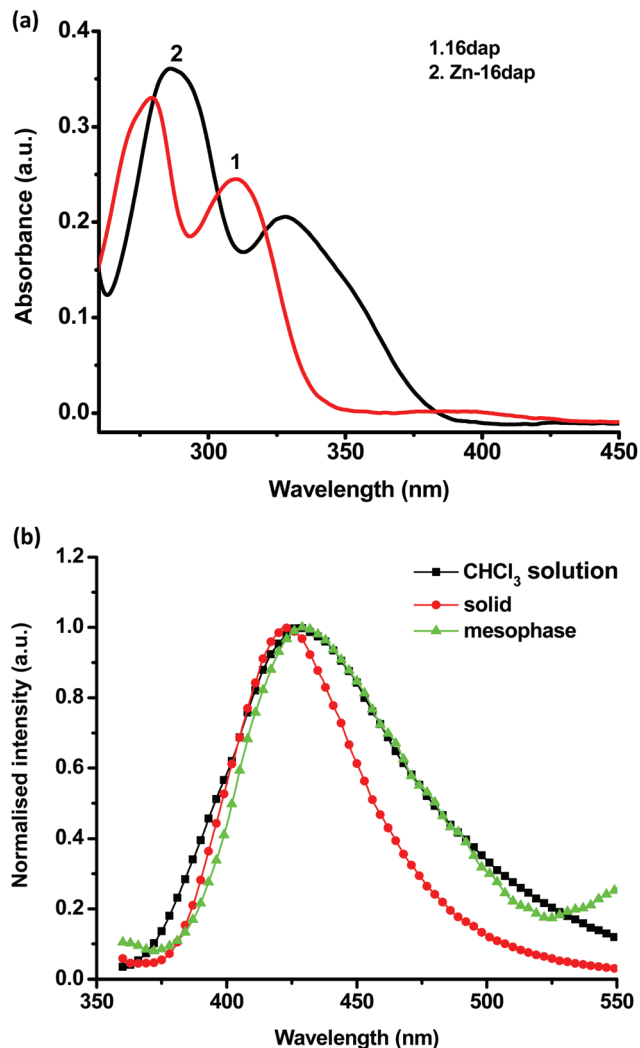 (a)
0.4
0.3
0.2
0.1
0.0
Absorbance (a.u.)
2
1
1.16dap
2. Zn-16dap
300
350
400
450
Wavelength (nm)
(b)
1.2
1.0
0.8
0.6
0.4
0.2
0.0
Normalised intensity (a.u.)
CHCl₃ solution
solid
mesophase
350
400
450
500
550
Wavelength (nm)